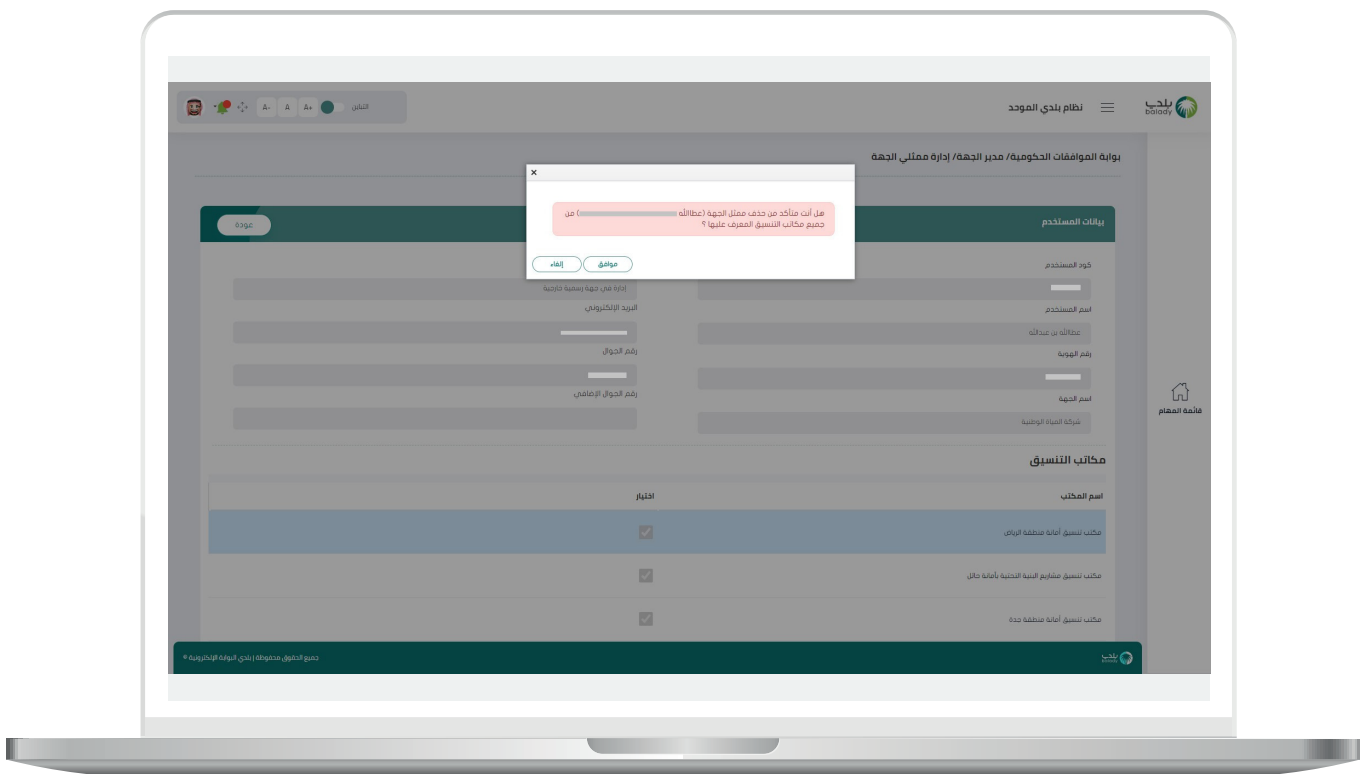 بلدي
balady
نظام بلدي الموحد
التباين
A+
A
A-
بوابة الموافقات الحكومية/ مدير الجهة/ إدارة ممثلي الجهة
×
هل أنت متأكد من حذف ممثل الجهة (عطاالله ) من
جميع مكاتب التنسيق المعرف عليها ؟
موافق
إلغاء
بيانات المستخدم
عودة
كود المستخدم
إدارة في جهة رسمية خارجية
اسم المستخدم
البريد الإلكتروني
عطاالله بن عبدالله
رقم الهوية
رقم الجوال
اسم الجهة
رقم الجوال الإضافي
شركة المياة الوطنية
قائمة المهام
مكاتب التنسيق
اسم المكتب
اختيار
مكتب تنسيق أمانة منطقة الرياض
مكتب تنسيق مشاريع البنية التحتية بأمانة حائل
مكتب تنسيق أمانة منطقة جدة
بلدي
balady
جميع الحقوق محفوظة | بلدي البوابة الإلكترونية ©